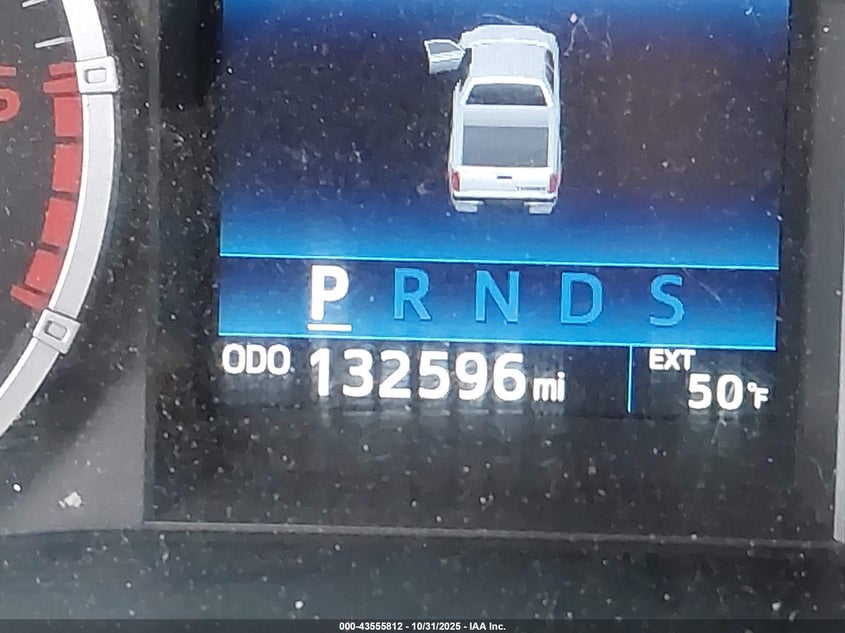 P R N D S
ODO 132596 mi
EXT
50°F
000-43555812 - 10/31/2025 - IAA Inc.